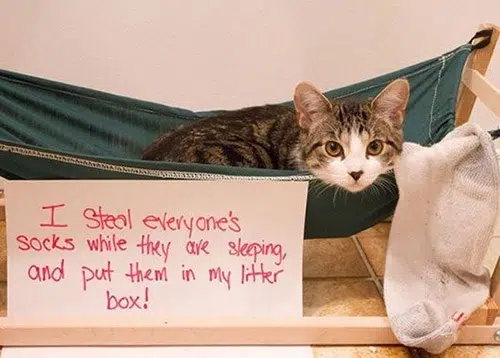 I Steal everyone's
socks while they are sleeping,
and put them in my litter
box!